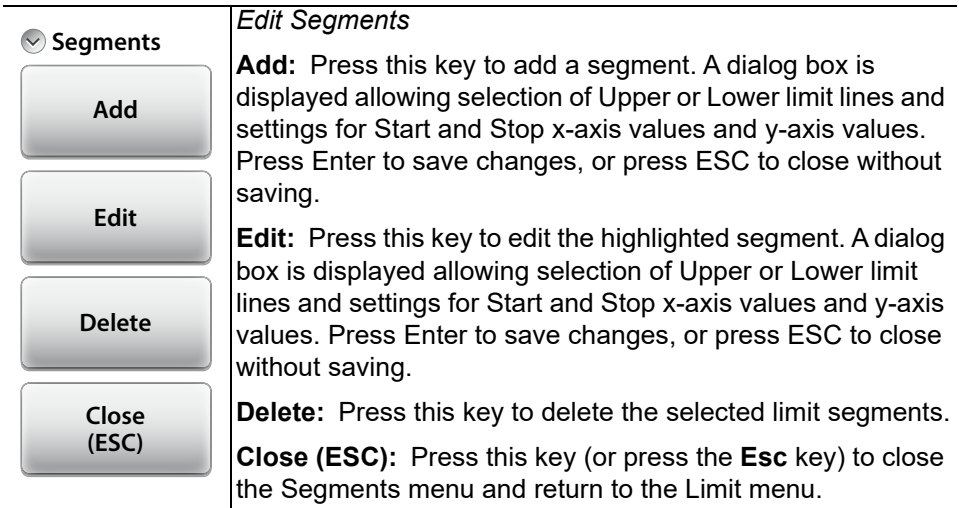 Segments
Add
Edit
Delete
Close
(ESC)
Edit Segments
Add: Press this key to add a segment. A dialog box is
displayed allowing selection of Upper or Lower limit lines and
settings for Start and Stop x-axis values and y-axis values.
Press Enter to save changes, or press ESC to close without
saving.
Edit: Press this key to edit the highlighted segment. A dialog
box is displayed allowing selection of Upper or Lower limit
lines and settings for Start and Stop x-axis values and y-axis
values. Press Enter to save changes, or press ESC to close
without saving.
Delete: Press this key to delete the selected limit segments.
Close (ESC): Press this key (or press the Esc key) to close
the Segments menu and return to the Limit menu.